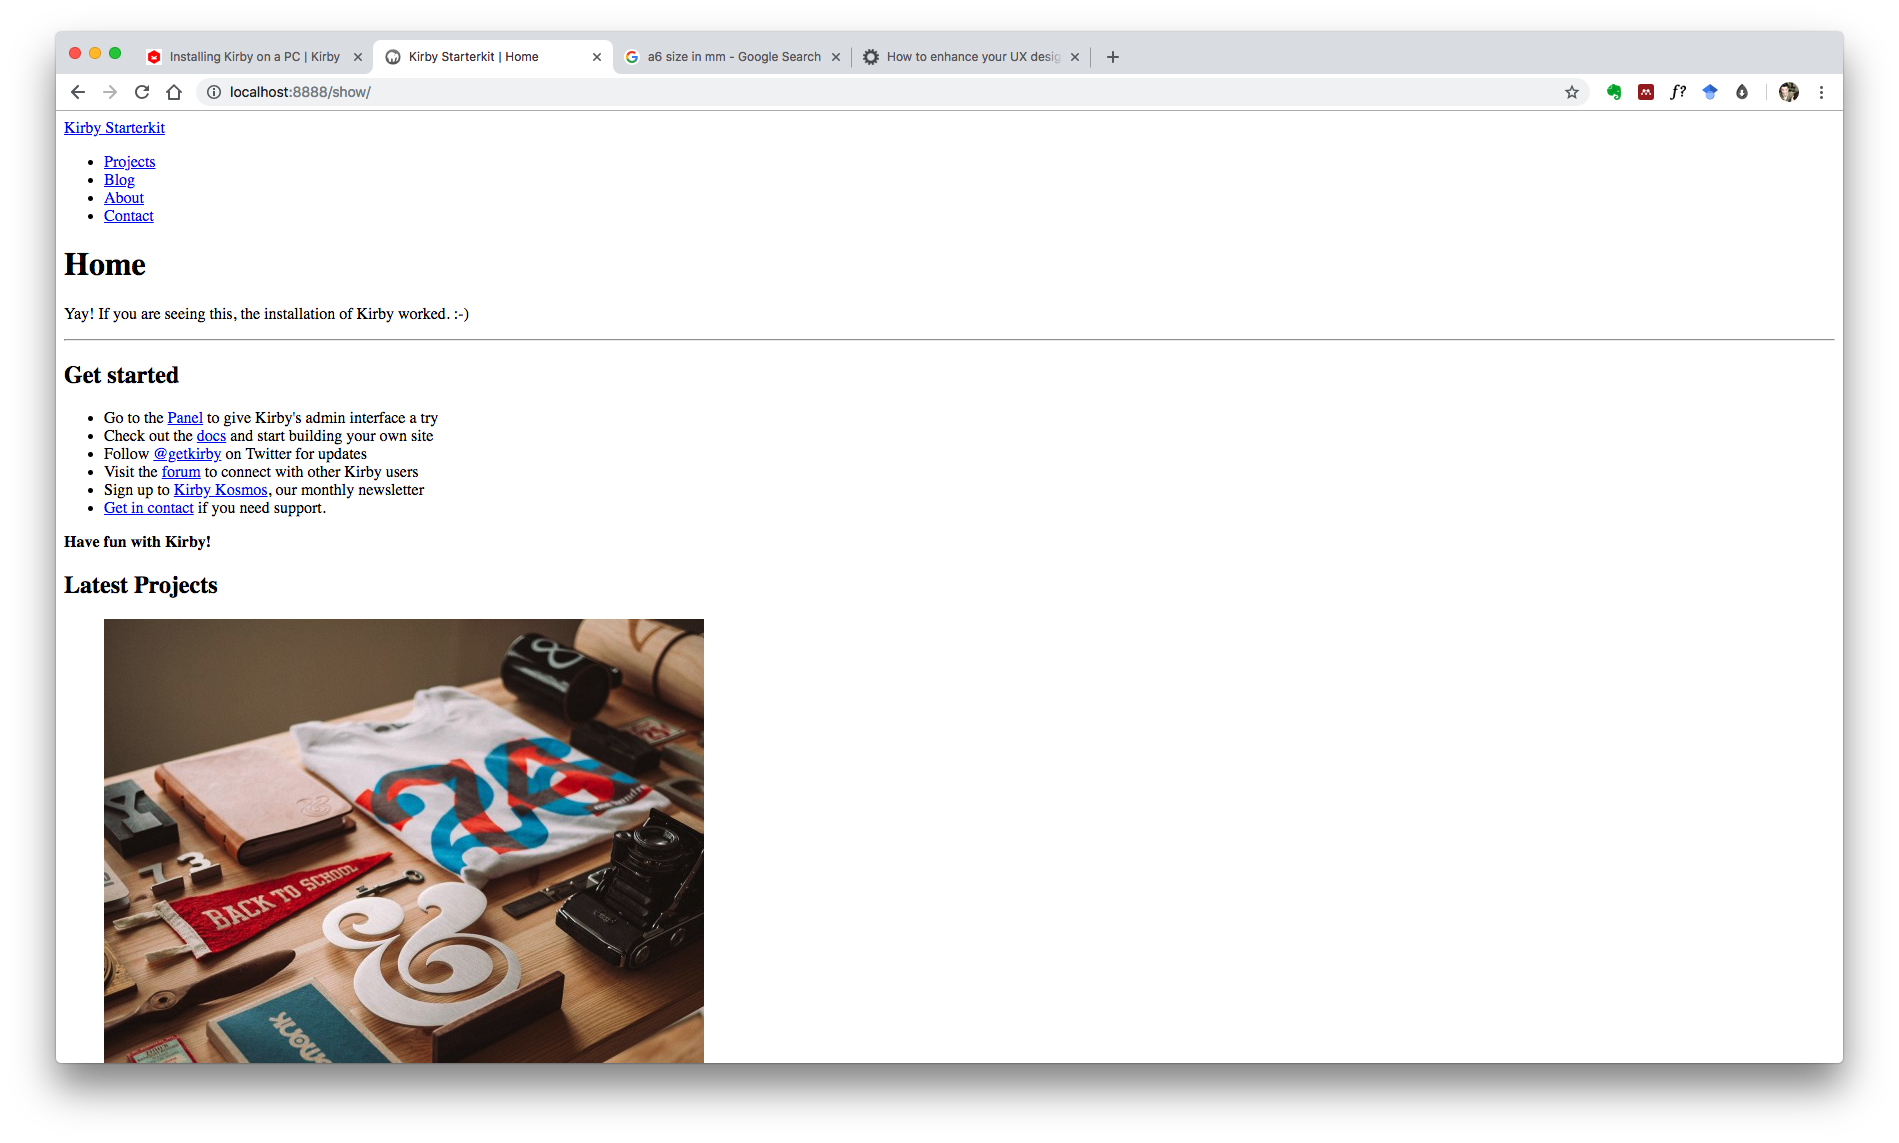 Installing Kirby on a PC | Kirby
Kirby Starterkit | Home
a6 size in mm - Google Search
How to enhance your UX desig
localhost:8888/show/
f?
Kirby Starterkit
Projects
Blog
About
Contact
Home
Yay! If you are seeing this, the installation of Kirby worked. :-)
Get started
Go to the Panel to give Kirby's admin interface a try
Check out the docs and start building your own site
Follow @getkirby on Twitter for updates
Visit the forum to connect with other Kirby users
Sign up to Kirby Kosmos, our monthly newsletter
Get in contact if you need support.
Have fun with Kirby!
Latest Projects
&
Y
73
BACK TO SCHOOL
&